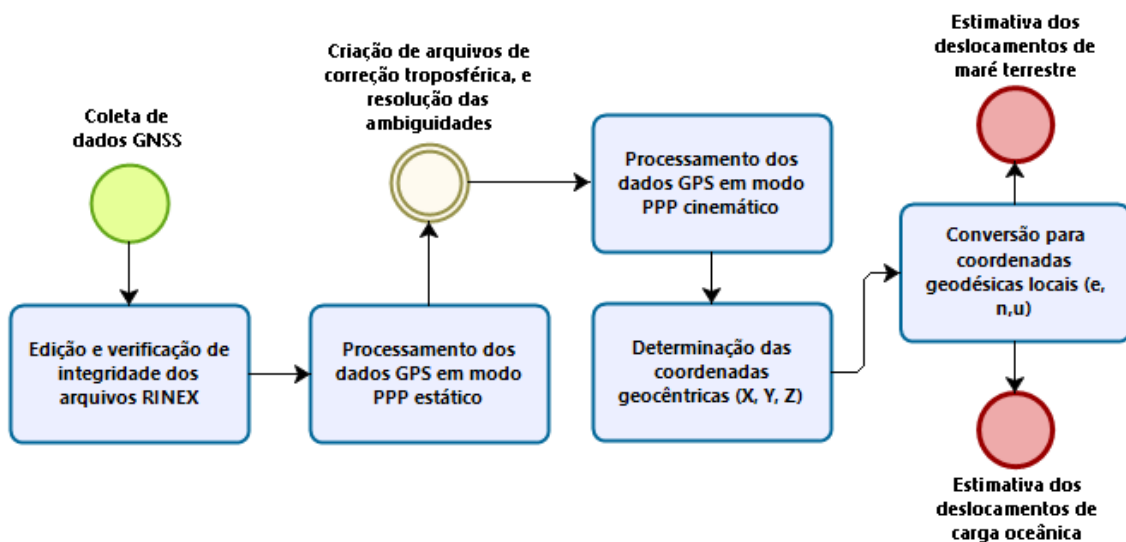 Coleta de
dados GNSS
Edição e verificação de
integridade dos
arquivos RINEX
Processamento dos
dados GPS em modo
PPP estático
Criação de arquivos de
correção troposférica, e
resolução das
ambiguidades
Processamento dos
dados GPS em modo
PPP cinemático
Determinação das
coordenadas
geocêntricas (X, Y, Z)
Conversão para
coordenadas
geodésicas locais (e,
n,u)
Estimativa dos
deslocamentos de
maré terrestre
Estimativa dos
deslocamentos de
carga oceânica